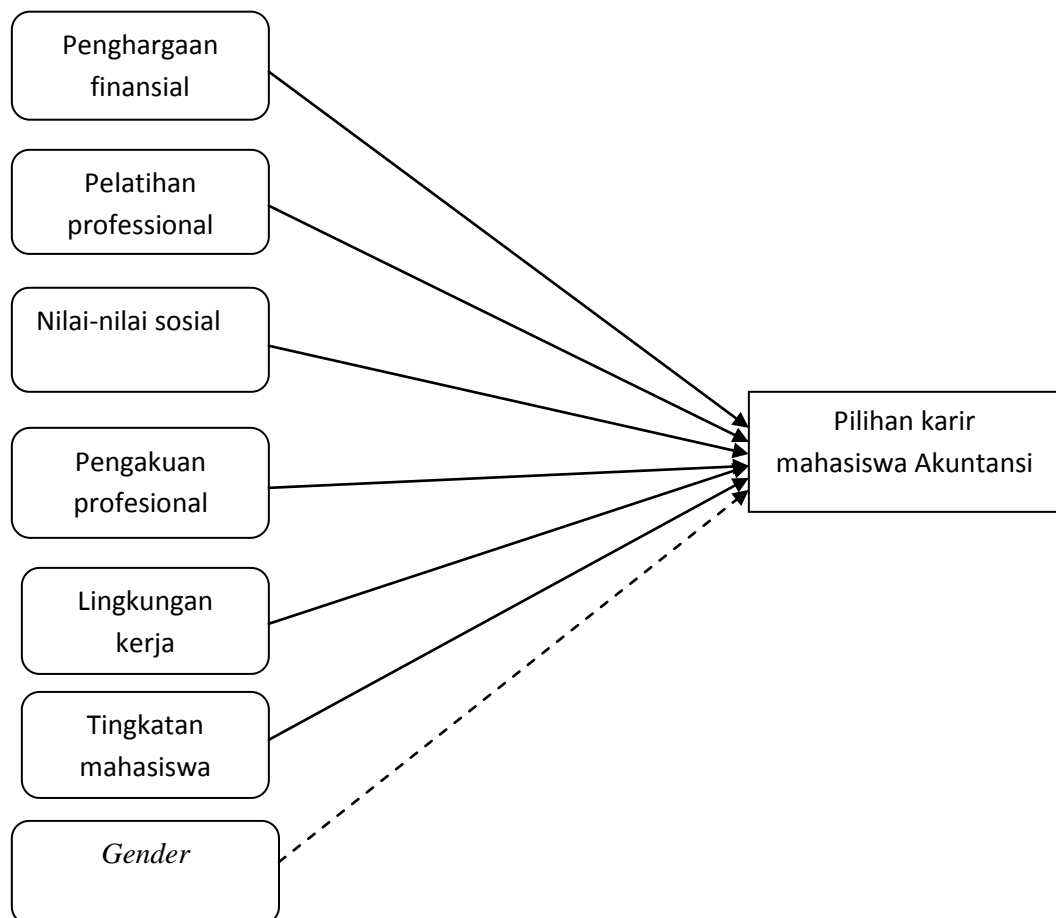 Penghargaan
finansial
Pelatihan
professional
Nilai-nilai sosial
Pengakuan
profesional
Lingkungan
kerja
Tingkatan
mahasiswa
Gender
Pilihan karir
mahasiswa Akuntansi